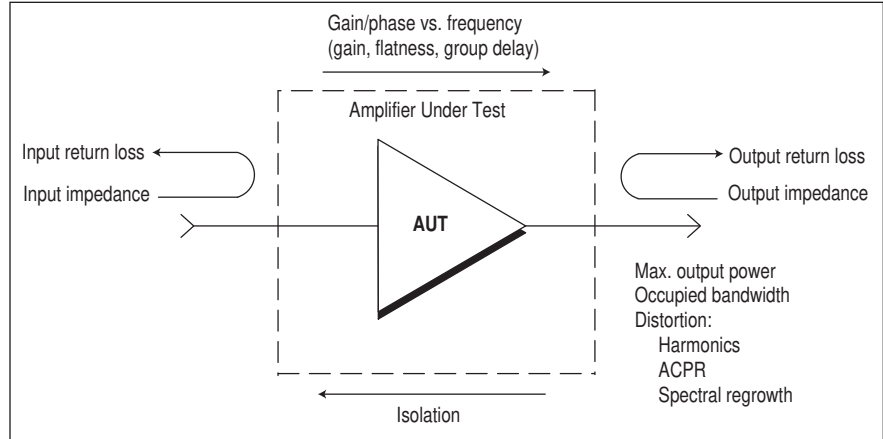 Gain/phase vs. frequency
(gain, flatness, group delay)
Amplifier Under Test
Input return loss
Input impedance
AUT
Output return loss
Output impedance
Max. output power
Occupied bandwidth
Distortion:
Harmonics
ACPR
Spectral regrowth
Isolation